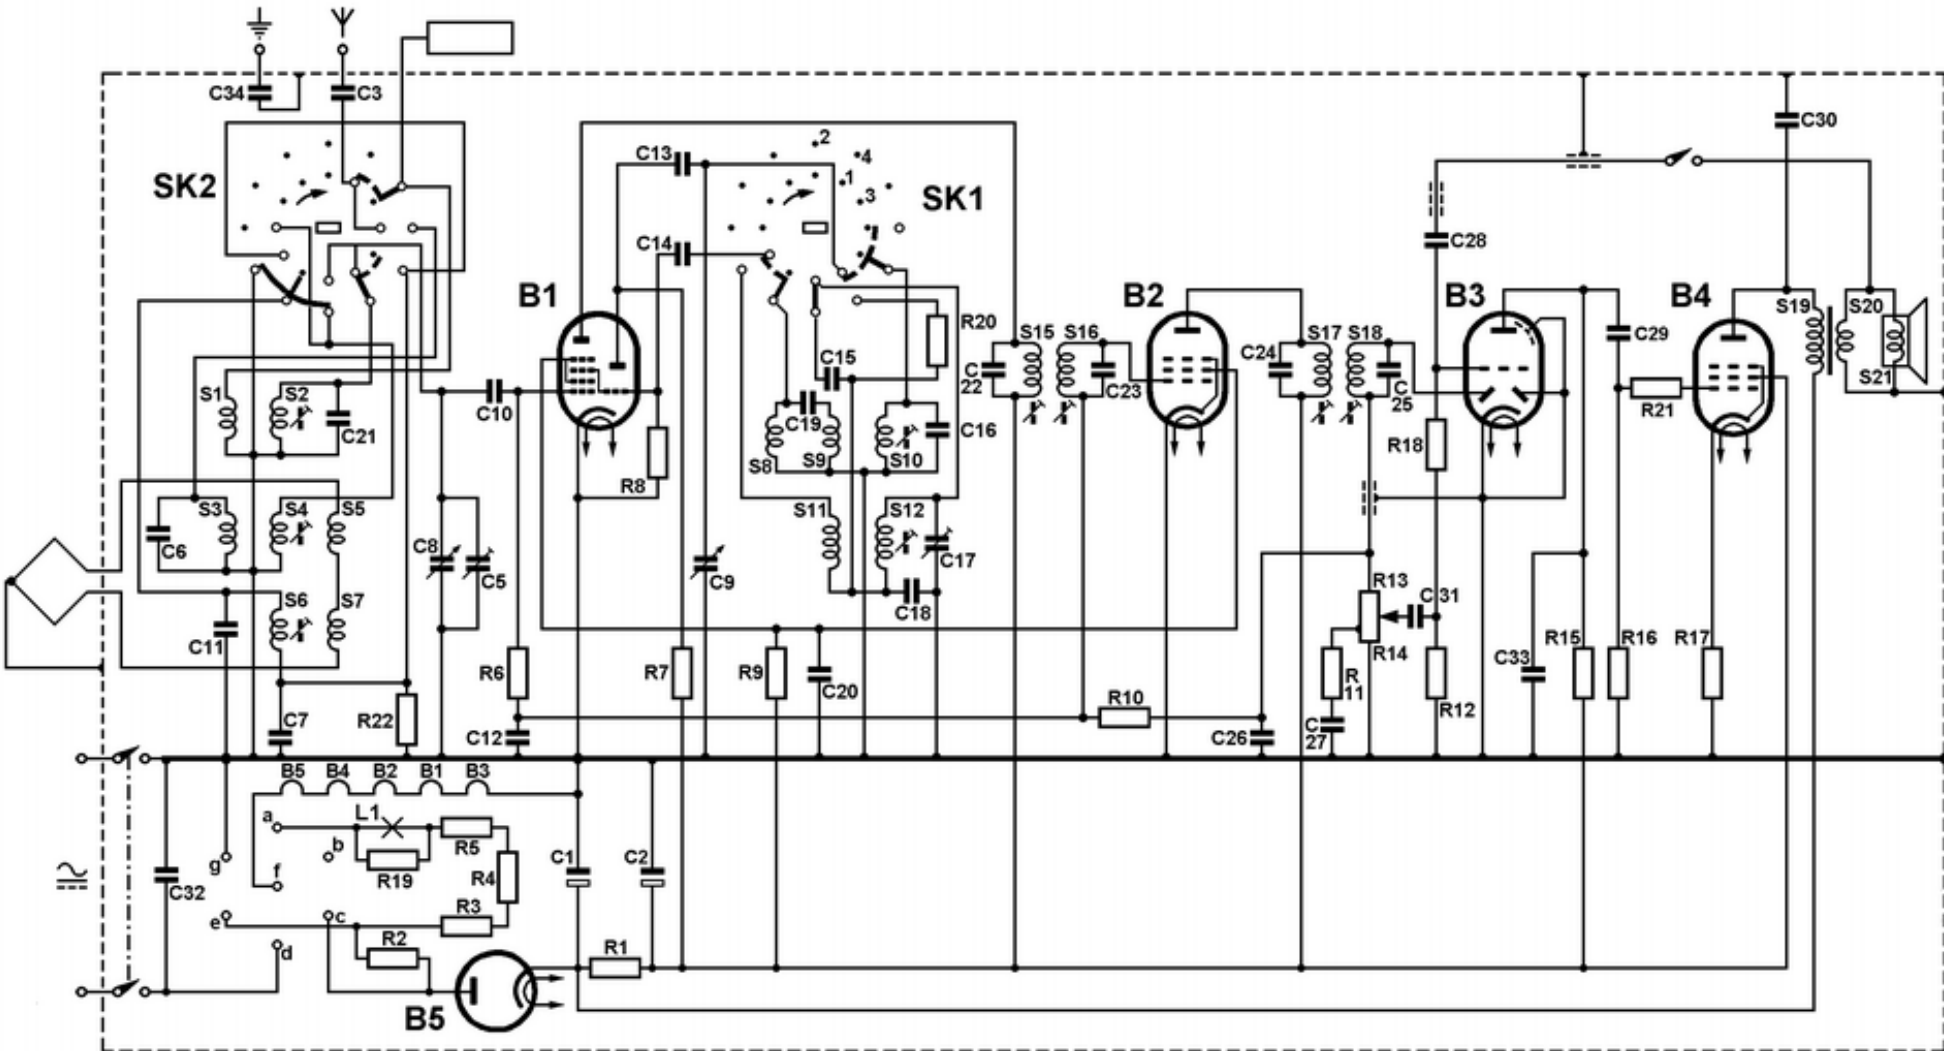 C34
C3
C30
SK2
C13
2
4
1
3
SK1
C14
C28
B1
B2
B3
B4
R20
S15
S16
S17
S18
S19
S20
C29
C15
C
22
C23
C24
C
25
S21
S1
S2
C10
C21
C19
C16
R21
R18
S8
S9
S10
R8
S3
S4
S5
S11
S12
C6
C8
C5
C9
C17
R13
C31
C18
S6
S7
C11
R6
R7
R9
C20
R14
R
11
R12
C33
R15
R16
R17
R10
C7
R22
C12
C26
C
27
B5
B4
B2
B1
B3
a
L1
b
R5
g
f
R19
R4
C32
C1
C2
e
c
R3
d
R2
R1
B5